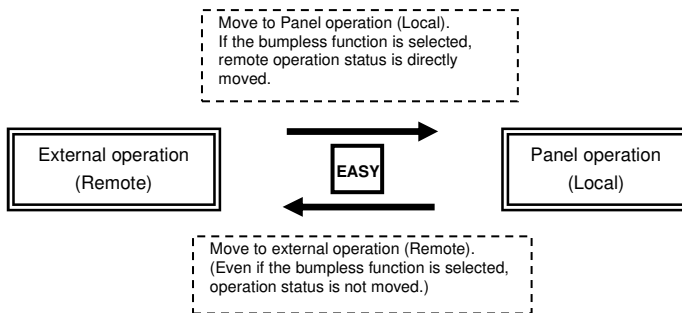 Move to Panel operation (Local).
If the bumpless function is selected,
remote operation status is directly
moved.
External operation
(Remote)
EASY
Panel operation
(Local)
Move to external operation (Remote).
(Even if the bumpless function is selected,
operation status is not moved.)